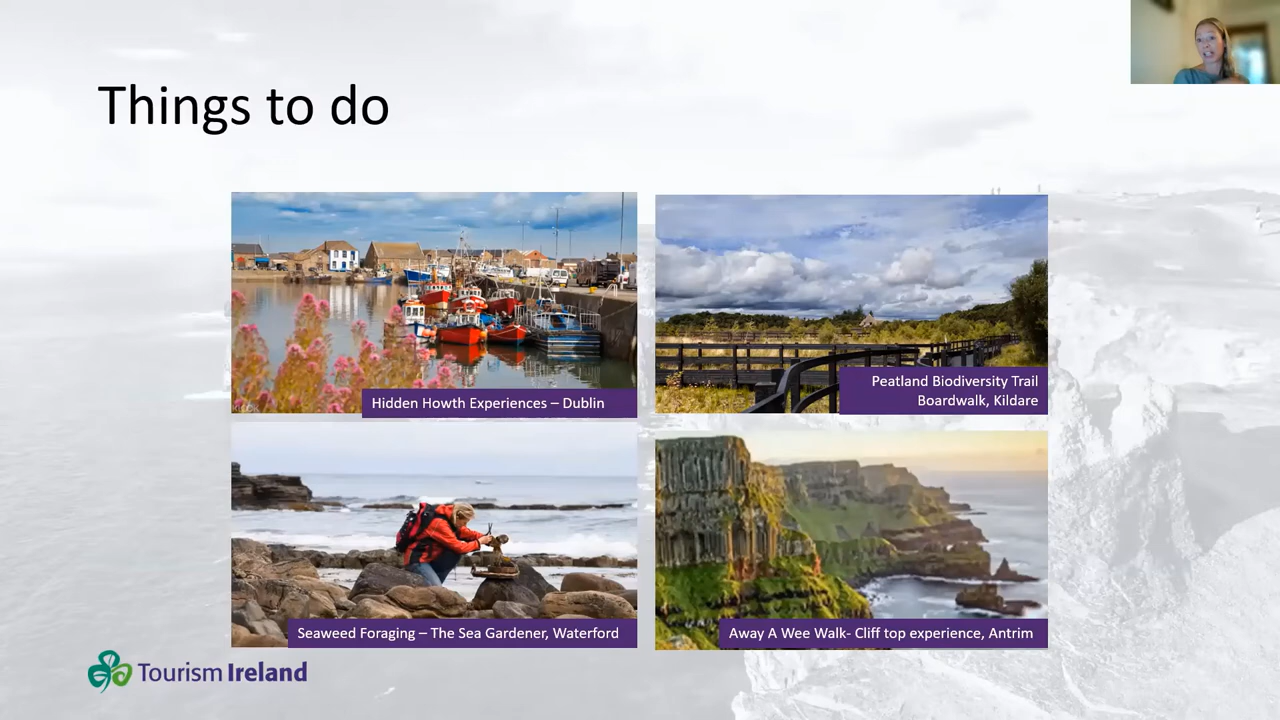 Things to do
Hidden Howth Experiences – Dublin
Peatland Biodiversity Trail
Boardwalk, Kildare
Seaweed Foraging – The Sea Gardener, Waterford
Away A Wee Walk- Cliff top experience, Antrim
Tourism Ireland